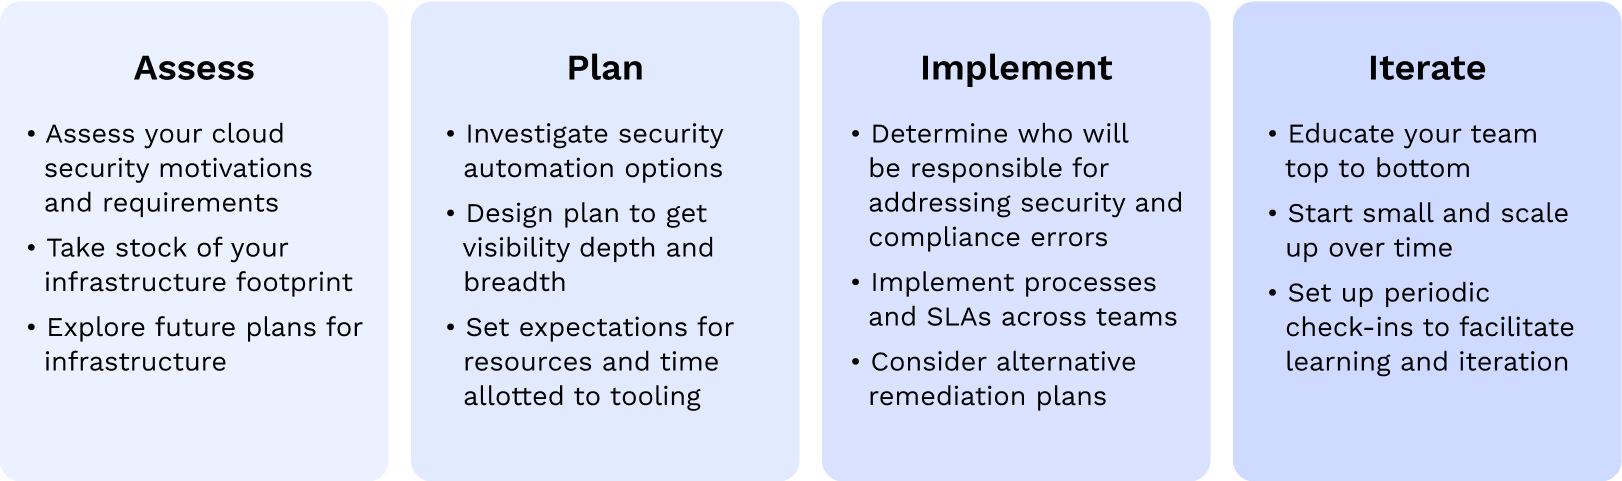 Assess
• Assess your cloud
security motivations
and requirements
• Take stock of your
infrastructure footprint
• Explore future plans for
infrastructure
Plan
• Investigate security
automation options
• Design plan to get
visibility depth and
breadth
• Set expectations for
resources and time
allotted to tooling
Implement
• Determine who will
be responsible for
addressing security and
compliance errors
• Implement processes
and SLAs across teams
• Consider alternative
remediation plans
Iterate
• Educate your team
top to bottom
• Start small and scale
up over time
• Set up periodic
check-ins to facilitate
learning and iteration